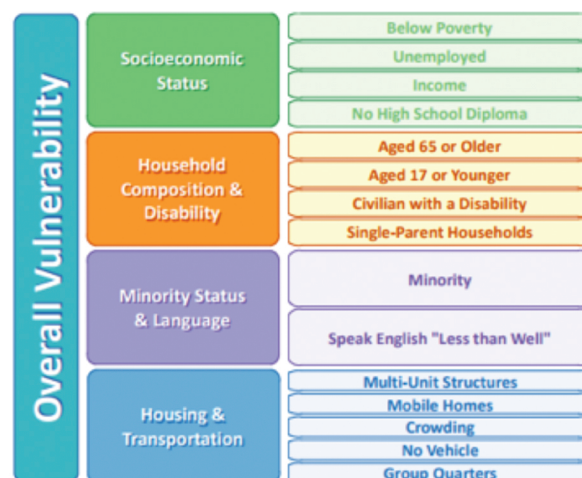 Overall Vulnerability
Socioeconomic
Status
Below Poverty
Unemployed
Income
No High School Diploma
Household
Composition &
Disability
Aged 65 or Older
Aged 17 or Younger
Civilian with a Disability
Single-Parent Households
Minority Status
& Language
Minority
Speak English "Less than Well"
Housing &
Transportation
Multi-Unit Structures
Mobile Homes
Crowding
No Vehicle
Group Quarters